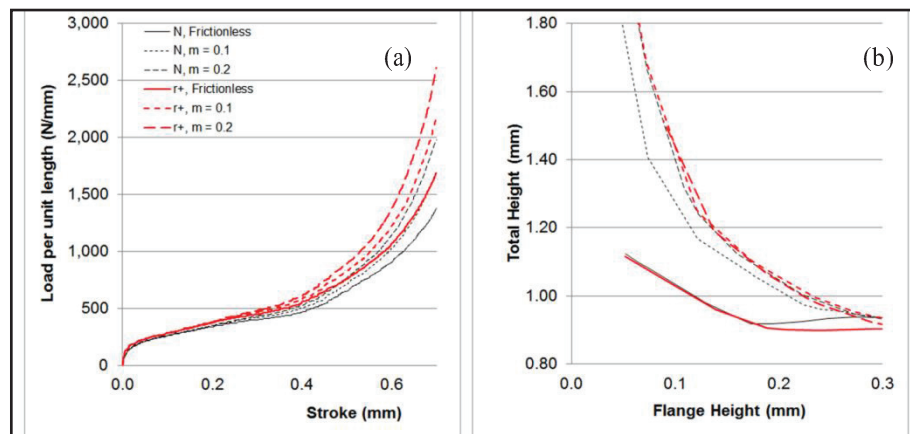 3,000
2,500
2,000
1,500
1,000
500
0
Load per unit length (N/mm)
N, Frictionless
N, m = 0.1
N, m = 0.2
r+, Frictionless
r+, m = 0.1
r+, m = 0.2
(a)
0.0 0.2 0.4 0.6
Stroke (mm)
1.80
1.60
1.40
1.20
1.00
0.80
Total Height (mm)
(b)
0.0 0.1 0.2 0.3
Flange Height (mm)